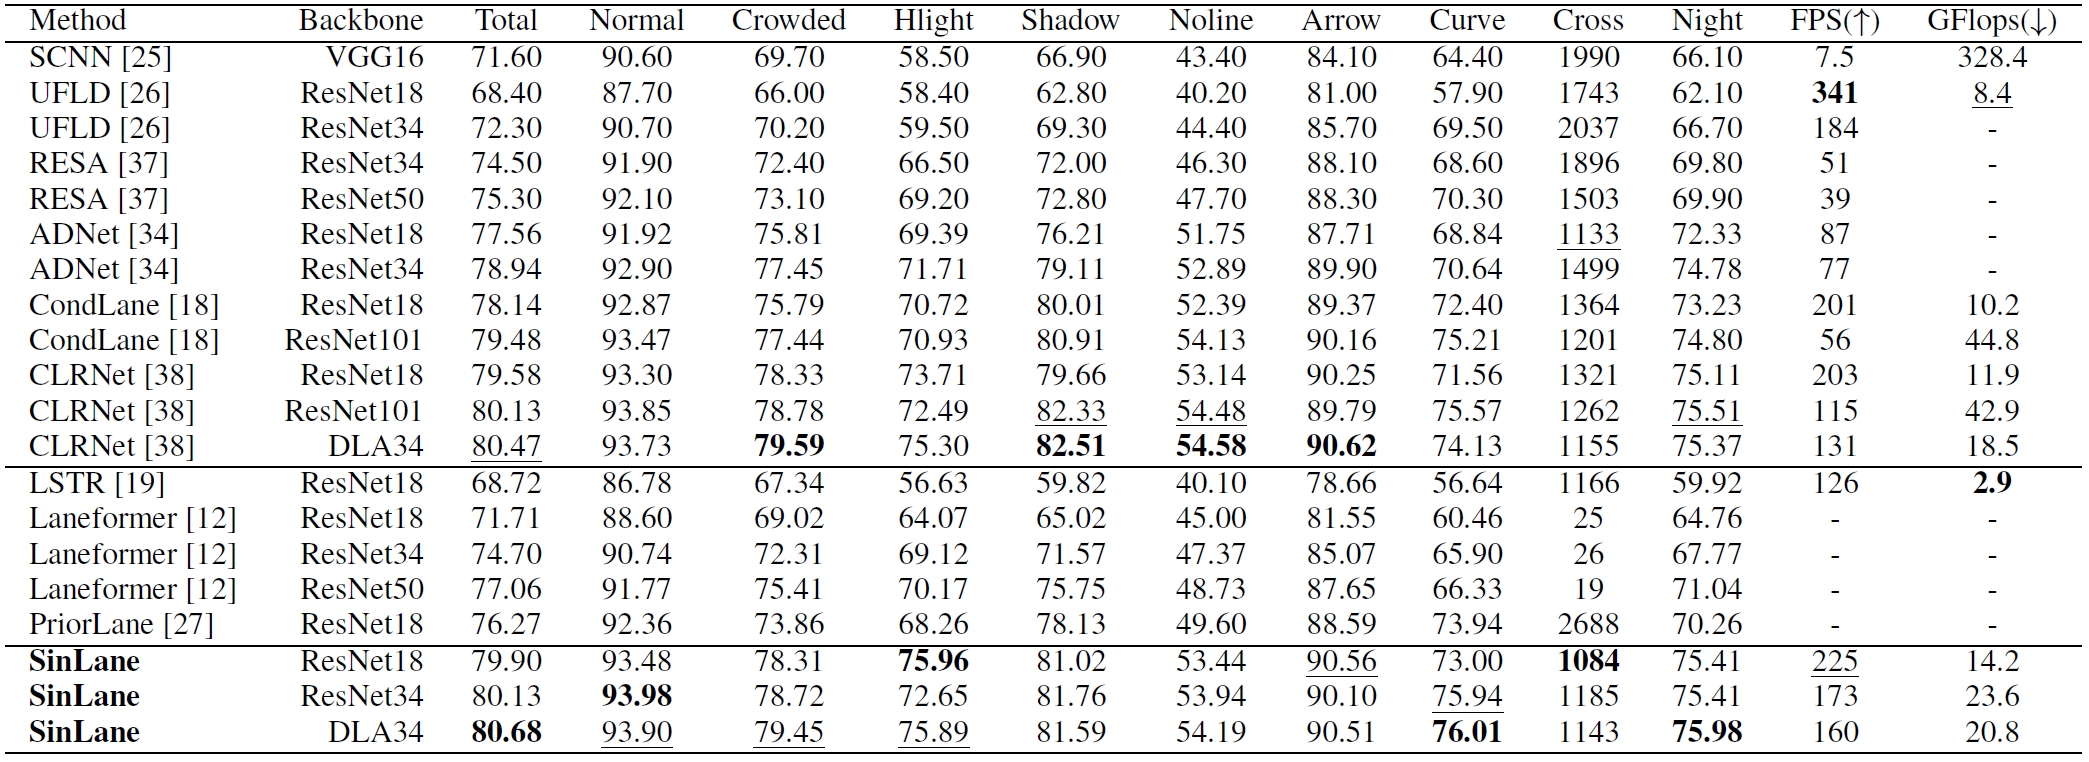 Method Backbone Total Normal Crowded Hlight Shadow Noline Arrow Curve Cross Night FPS(↑) GFlops(↓)
SCNN [25] VGG16 71.60 90.60 69.70 58.50 66.90 43.40 84.10 64.40 1990 66.10 7.5 328.4
UFLD [26] ResNet18 68.40 87.70 66.00 58.40 62.80 40.20 81.00 57.90 1743 62.10 341 8.4
UFLD [26] ResNet34 72.30 90.70 70.20 59.50 69.30 44.40 85.70 69.50 2037 66.70 184 -
RESA [37] ResNet34 74.50 91.90 72.40 66.50 72.00 46.30 88.10 68.60 1896 69.80 51 -
RESA [37] ResNet50 75.30 92.10 73.10 69.20 72.80 47.70 88.30 70.30 1503 69.90 39 -
ADNet [34] ResNet18 77.56 91.92 75.81 69.39 76.21 51.75 87.71 68.84 1133 72.33 87 -
ADNet [34] ResNet34 78.94 92.90 77.45 71.71 79.11 52.89 89.90 70.64 1499 74.78 77 -
CondLane [18] ResNet18 78.14 92.87 75.79 70.72 80.01 52.39 89.37 72.40 1364 73.23 201 10.2
CondLane [18] ResNet101 79.48 93.47 77.44 70.93 80.91 54.13 90.16 75.21 1201 74.80 56 44.8
CLRNet [38] ResNet18 79.58 93.30 78.33 73.71 79.66 53.14 90.25 71.56 1321 75.11 203 11.9
CLRNet [38] ResNet101 80.13 93.85 78.78 72.49 82.33 54.48 89.79 75.57 1262 75.51 115 42.9
CLRNet [38] DLA34 80.47 93.73 79.59 75.30 82.51 54.58 90.62 74.13 1155 75.37 131 18.5
LSTR [19] ResNet18 68.72 86.78 67.34 56.63 59.82 40.10 78.66 56.64 1166 59.92 126 2.9
Laneformer [12] ResNet18 71.71 88.60 69.02 64.07 65.02 45.00 81.55 60.46 25 64.76 - -
Laneformer [12] ResNet34 74.70 90.74 72.31 69.12 71.57 47.37 85.07 65.90 26 67.77 - -
Laneformer [12] ResNet50 77.06 91.77 75.41 70.17 75.75 48.73 87.65 66.33 19 71.04 - -
PriorLane [27] ResNet18 76.27 92.36 73.86 68.26 78.13 49.60 88.59 73.94 2688 70.26 - -
SinLane ResNet18 79.90 93.48 78.31 75.96 81.02 53.44 90.56 73.00 1084 75.41 225 14.2
SinLane ResNet34 80.13 93.98 78.72 72.65 81.76 53.94 90.10 75.94 1185 75.41 173 23.6
SinLane DLA34 80.68 93.90 79.45 75.89 81.59 54.19 90.51 76.01 1143 75.98 160 20.8